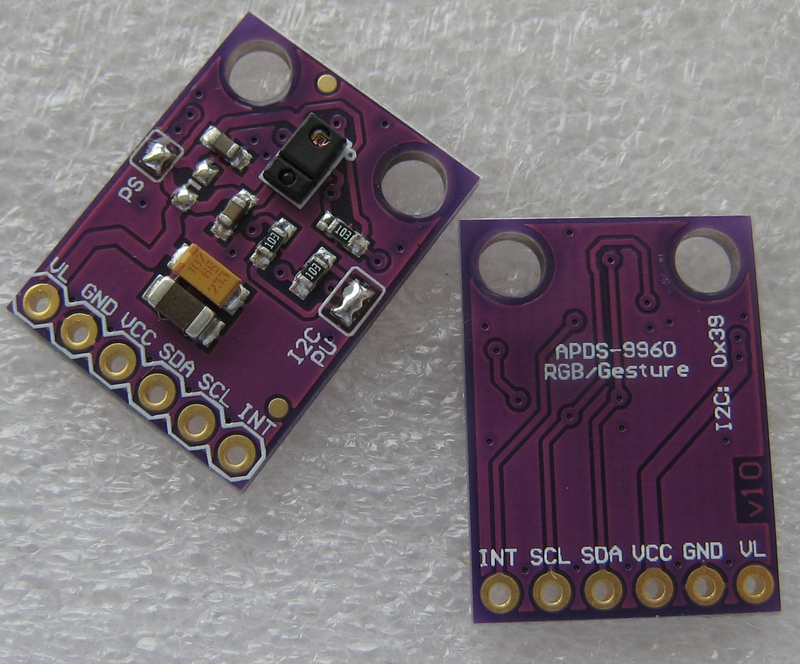 PS
103
103
103
VL GND VCC SDA SCL INT
I2C
PU
APDS-9960
RGB/Gesture
I2C: 0x39
v10
INT SCL SDA VCC GND VL